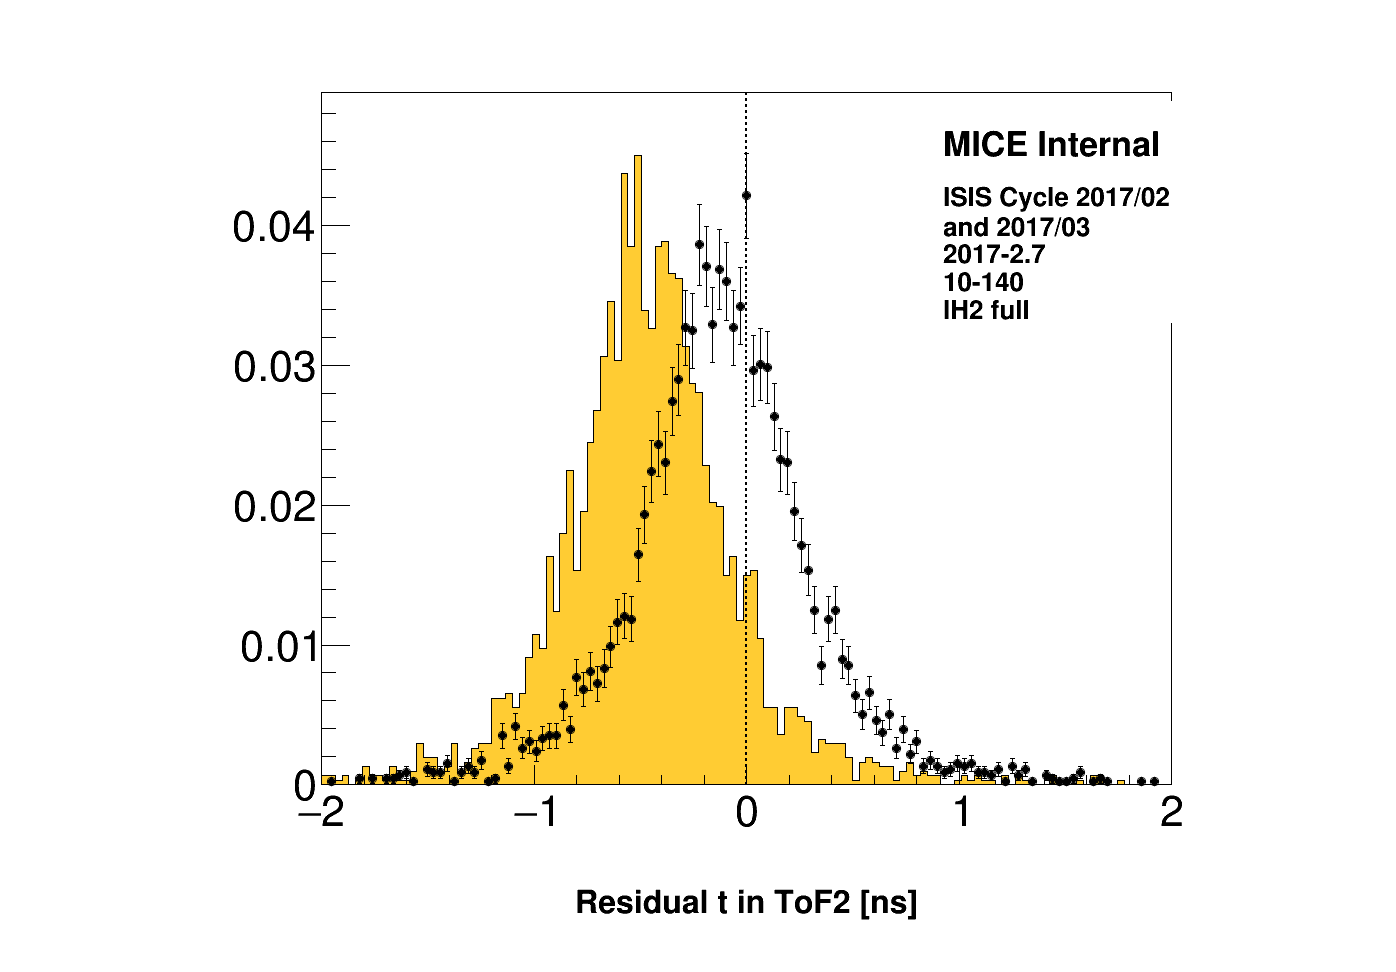 MICE Internal
ISIS Cycle 2017/02
and 2017/03
2017-2.7
10-140
lH2 full
0.04
0.03
0.02
0.01
0
−2
−1
0
1
2
Residual t in ToF2 [ns]